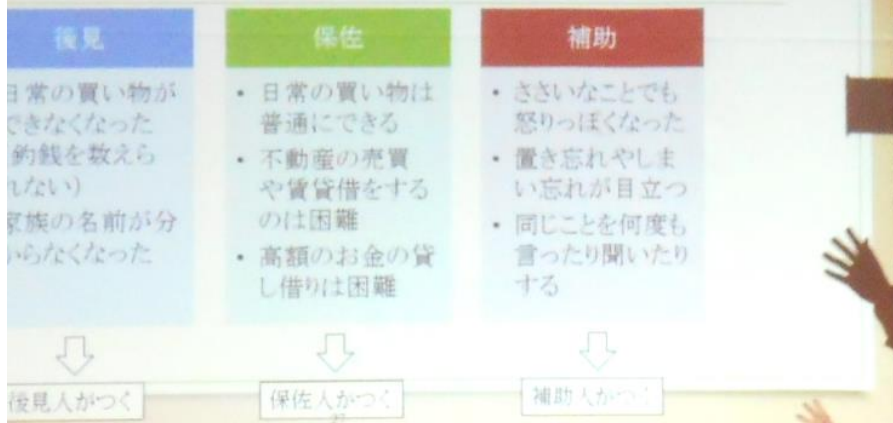 後見
日常の買い物が
できなくなった
釣銭を数えら
れない）
家族の名前が分
からなくなった
後見人がつく
保佐
・ 日常の買い物は
普通にできる
・ 不動産の売買
や賃貸借をする
のは困難
・ 高額のお金の貸
し借りは困難
保佐人がつく
補助
・ ささいなことでも
怒りっぽくなった
・ 置き忘れやしま
い忘れが目立つ
・ 同じことを何度も
言ったり聞いたり
する
補助人がつく